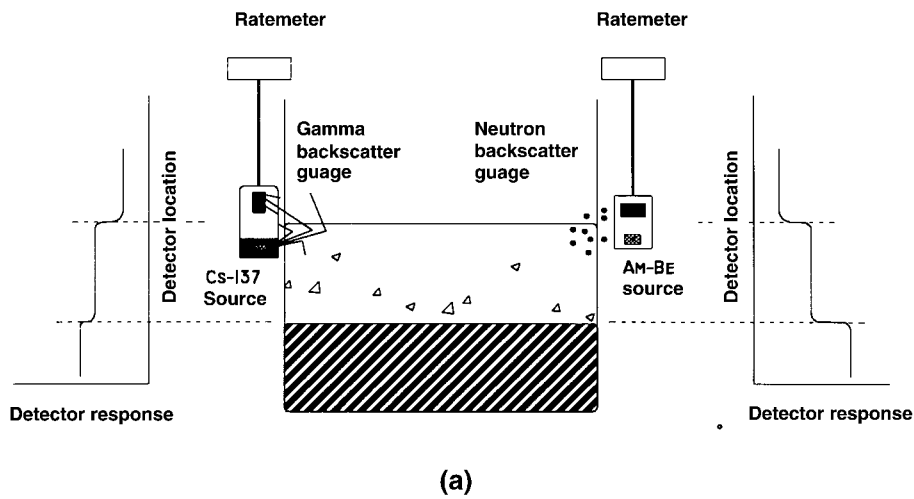 Ratemeter
Ratemeter
Gamma
backscatter
guage
Neutron
backscatter
guage
Detector location
Detector location
Cs-137
Source
AM-BE
source
Detector response
Detector response
(a)